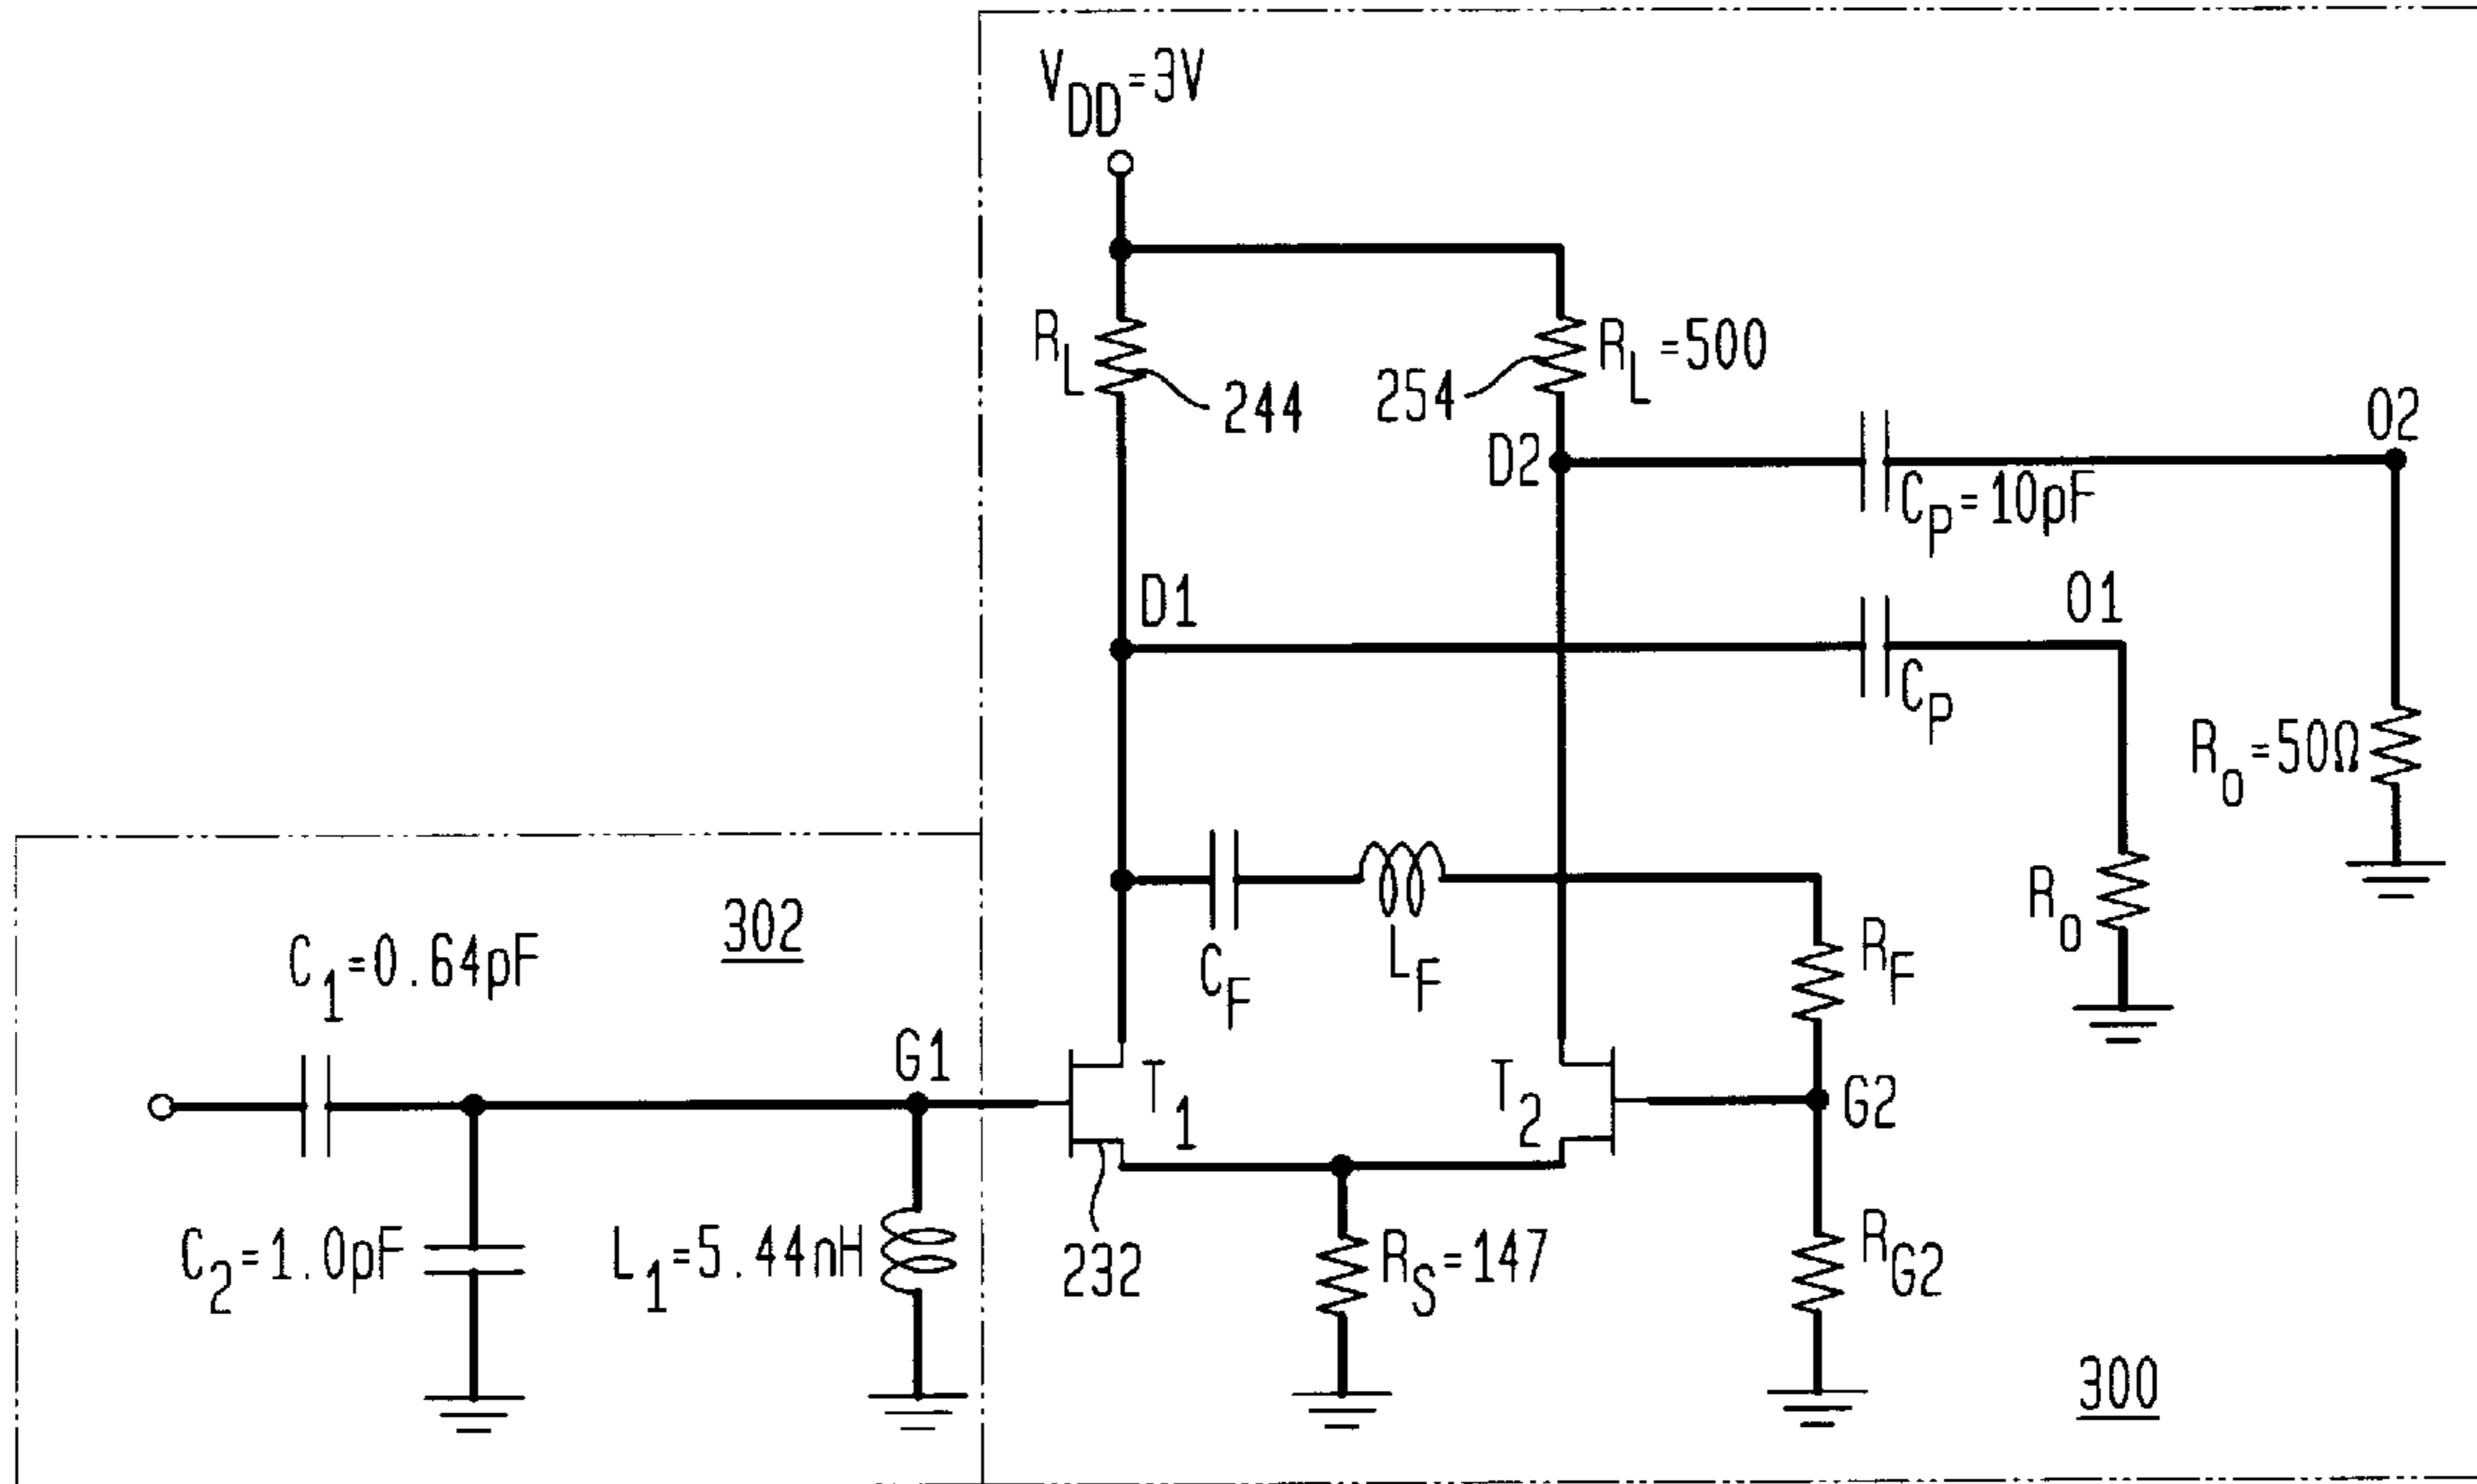 V_DD=3V
R_L
244
254
R_L=500
D2
O2
C_P=10pF
D1
O1
C_P
R_O=50Ω
R_O
C_F
L_F
R_F
302
C_1=0.64pF
G1
T_1
T_2
G2
C_2=1.0pF
L_1=5.44nH
232
R_S=147
R_G2
300